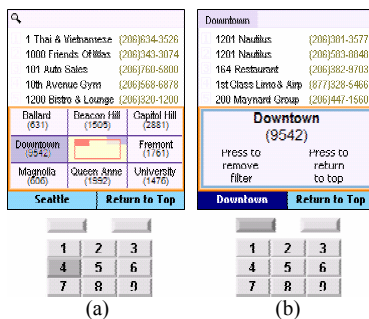 1 Thai & Vietnamese (206)634-3526
1000 Friends Of Was (206)343-3074
101 Auto Sales (206)760-5800
10th Avenue Gym (206)568-6878
1200 Bistro & Lounge (206)320-1200
Ballard (631) Beacon Hill (1505) Capitol Hill (2881)
Downtown (9542) Fremont (1761)
Magnolia (606) Queen Anne (1992) University (1476)
Seattle Return to Top
1 2 3
4 5 6
7 8 9
(a)
Downtown
1201 Nautilus (206)381-3577
1201 Nautilus (206)583-0840
164 Restaurant (206)382-9703
1st Class Limo & Airp (877)328-5466
200 Maynard Group (206)447-1560
Downtown
(9542)
Press to remove filter
Press to return to top
Downtown Return to Top
1 2 3
4 5 6
7 8 9
(b)